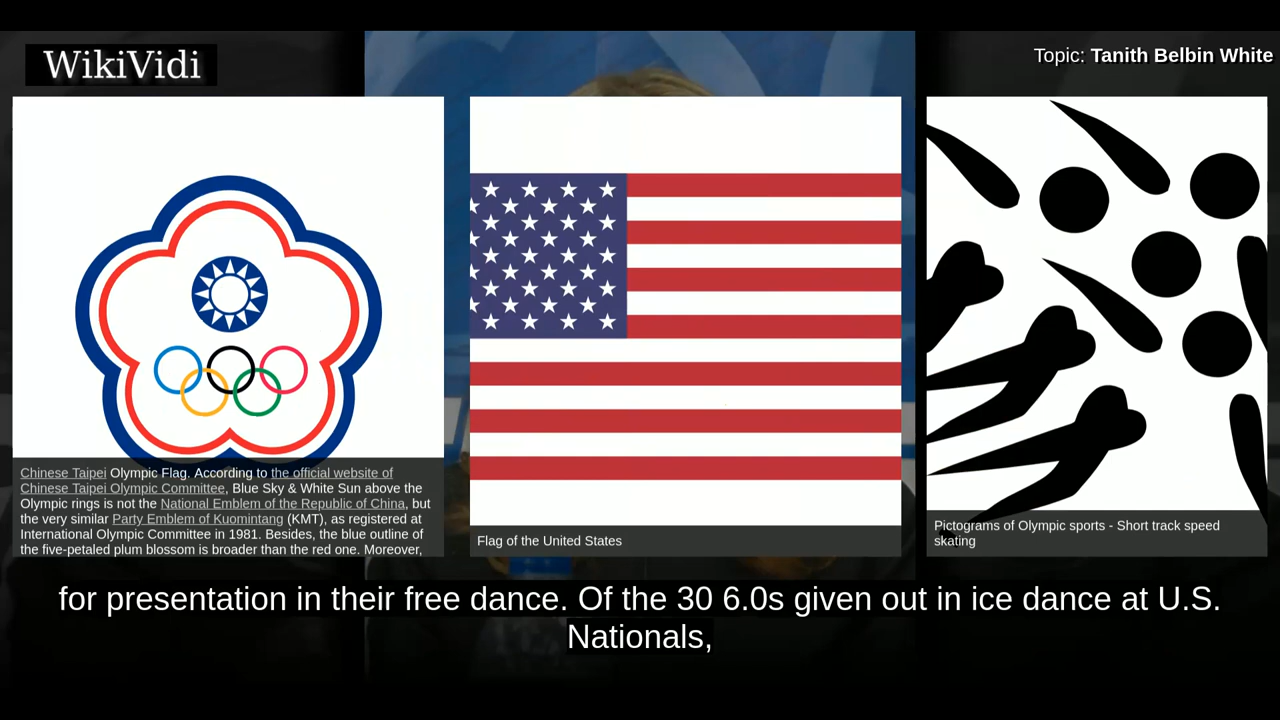 WikiVidi
Topic: Tanith Belbin White
Chinese Taipei Olympic Flag. According to the official website of
Chinese Taipei Olympic Committee, Blue Sky & White Sun above the
Olympic rings is not the National Emblem of the Republic of China, but
the very similar Party Emblem of Kuomintang (KMT), as registered at
International Olympic Committee in 1981. Besides, the blue outline of
the five-petaled plum blossom is broader than the red one. Moreover,
Flag of the United States
Pictograms of Olympic sports - Short track speed
skating
for presentation in their free dance. Of the 30 6.0s given out in ice dance at U.S.
Nationals,